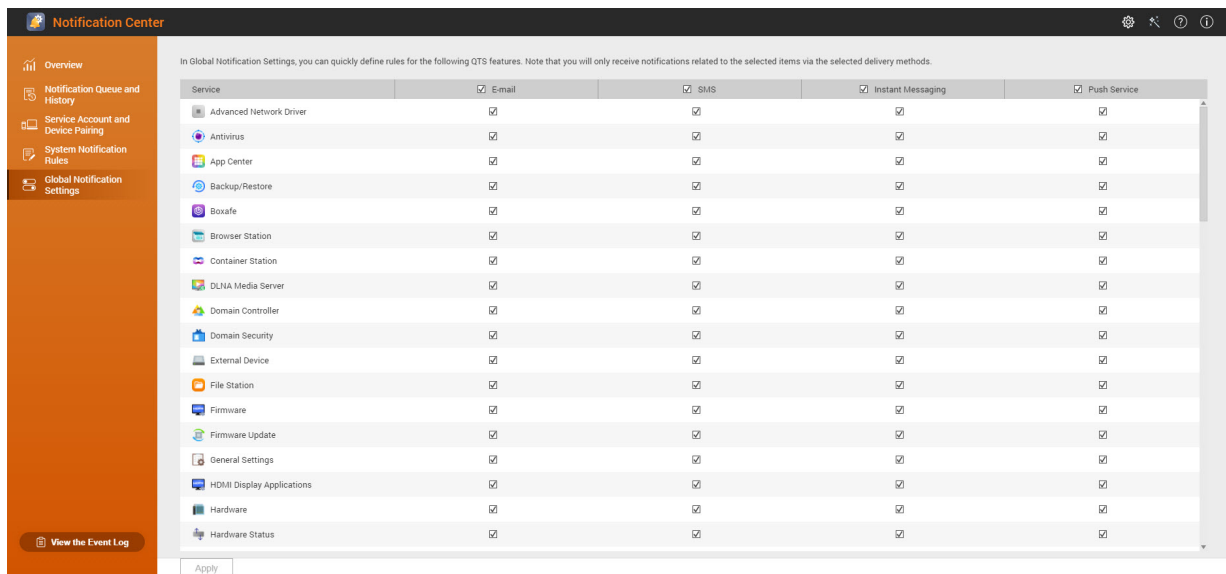 Notification Center
Overview
Notification Queue and
History
Service Account and
Device Pairing
System Notification
Rules
Global Notification
Settings
View the Event Log
In Global Notification Settings, you can quickly define rules for the following QTS features. Note that you will only receive notifications related to the selected items via the selected delivery methods.
Service E-mail SMS Instant Messaging Push Service
Advanced Network Driver
Antivirus
App Center
Backup/Restore
Boxafe
Browser Station
Container Station
DLNA Media Server
Domain Controller
Domain Security
External Device
File Station
Firmware
Firmware Update
General Settings
HDMI Display Applications
Hardware
Hardware Status
Apply